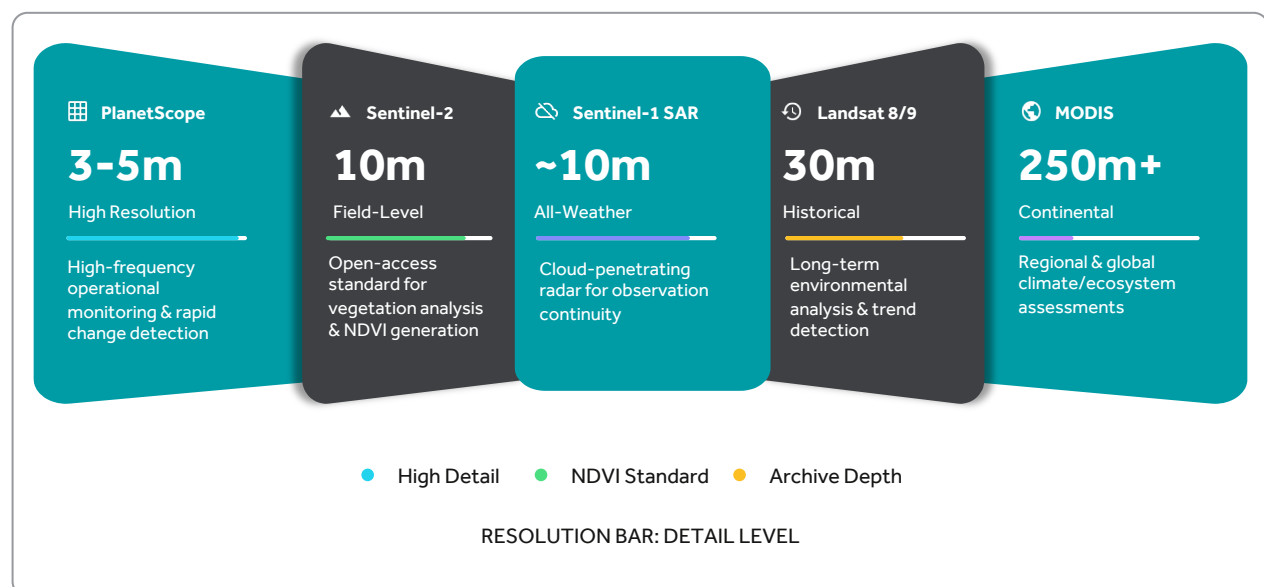 PlanetScope
3-5m
High Resolution
High-frequency
operational
monitoring & rapid
change detection
Sentinel-2
10m
Field-Level
Open-access
standard for
vegetation analysis
& NDVI generation
Sentinel-1 SAR
~10m
All-Weather
Cloud-penetrating
radar for observation
continuity
Landsat 8/9
30m
Historical
Long-term
environmental
analysis & trend
detection
MODIS
250m+
Continental
Regional & global
climate/ecosystem
assessments
High Detail
NDVI Standard
Archive Depth
RESOLUTION BAR: DETAIL LEVEL